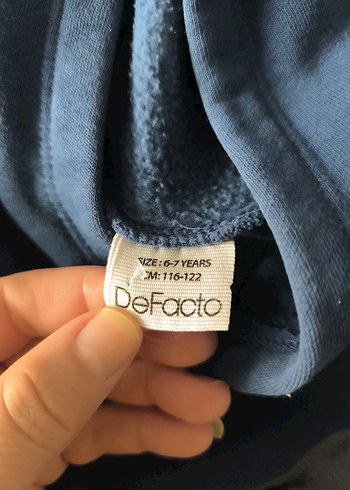 SIZE: 6-7 YEARS
CM: 116-122
DeFacto